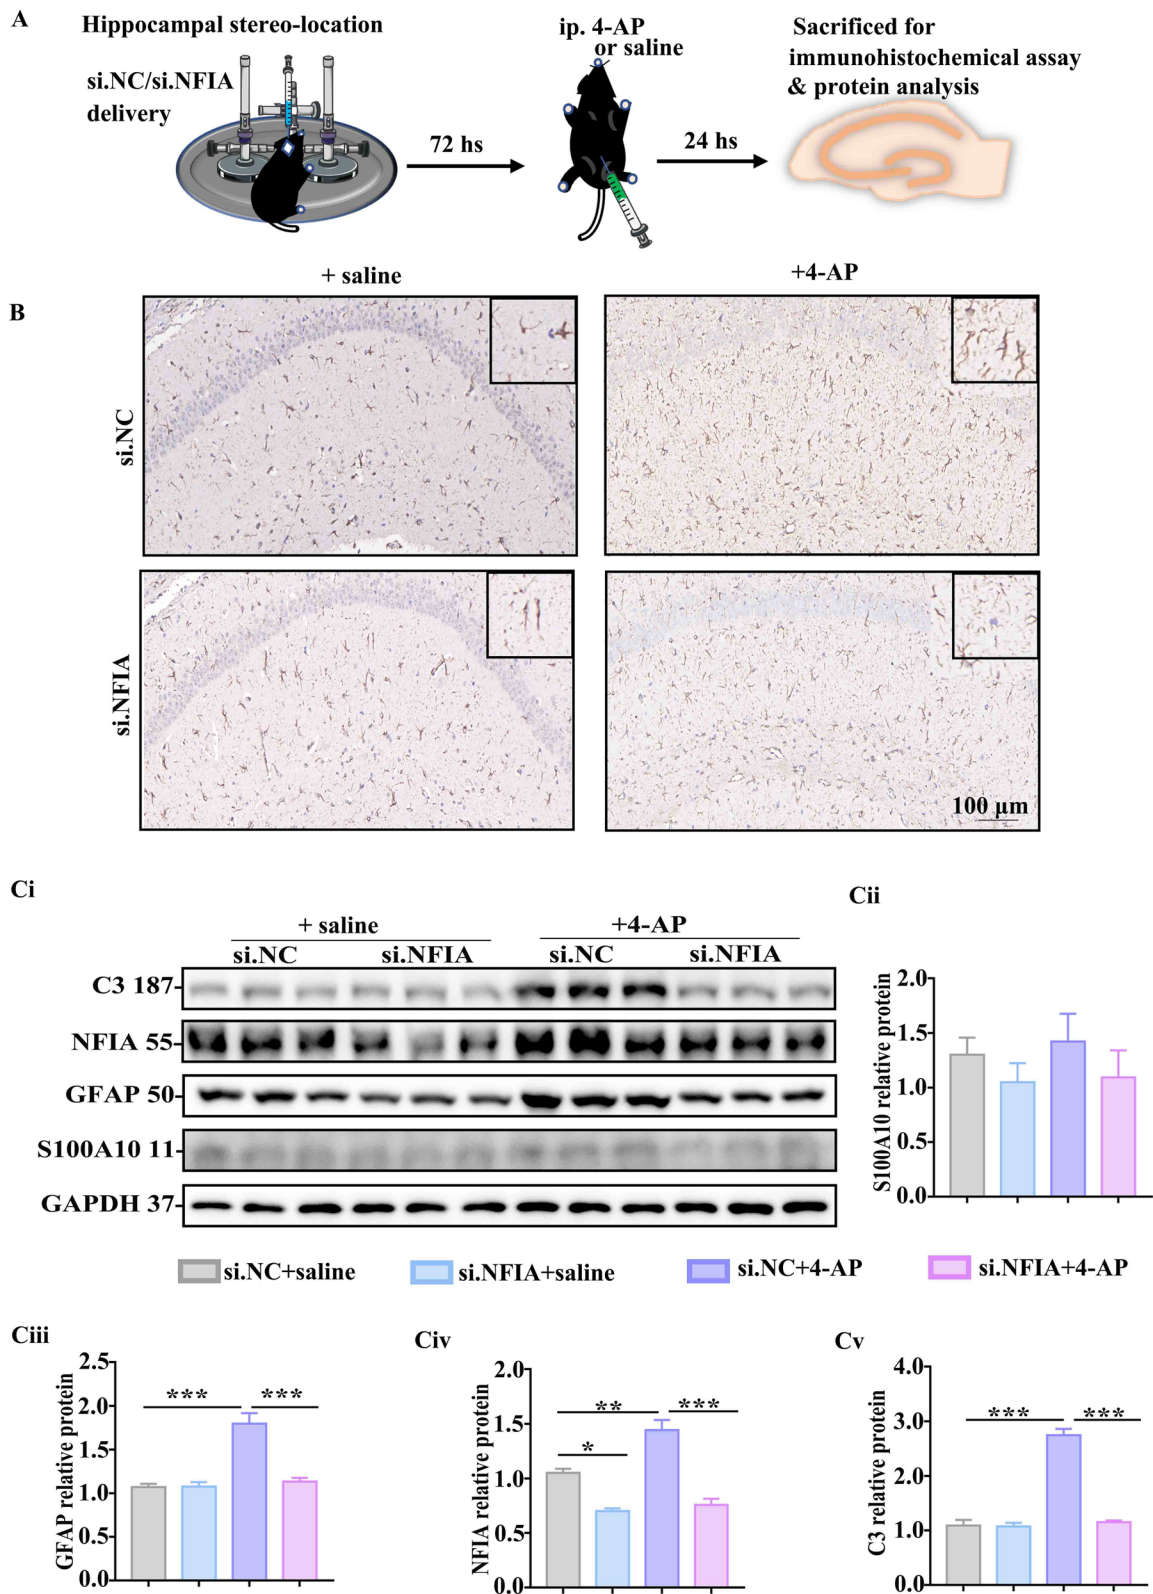 A
Hippocampal stereo-location
si.NC/si.NFIA
delivery
72 hs
ip. 4-AP
or saline
24 hs
Sacrificed for
immunohistochemical assay
& protein analysis
B
+ saline
+4-AP
si.NC
si.NFIA
100 µm
Ci
+ saline
+4-AP
si.NC
si.NFIA
si.NC
si.NFIA
C3 187
NFIA 55
GFAP 50
S100A10 11
GAPDH 37
Cii
S100A10 relative protein
2.0
1.5
1.0
0.5
0.0
si.NC+saline
si.NFIA+saline
si.NC+4-AP
si.NFIA+4-AP
Ciii
GFAP relative protein
2.5
2.0
1.5
1.0
0.5
0.0
***
***
Civ
NFIA relative protein
2.0
1.5
1.0
0.5
0.0
**
***
*
Cv
C3 relative protein
4.0
3.0
2.0
1.0
0.0
***
***